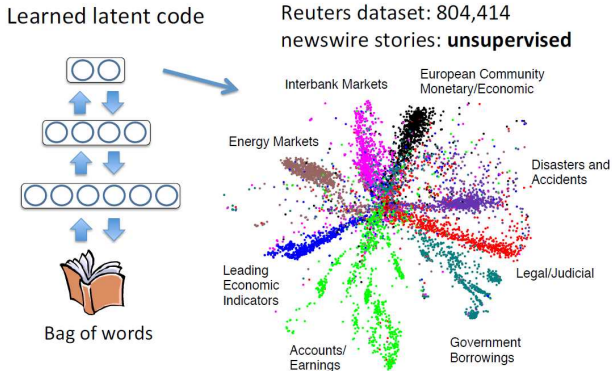 Learned latent code
Reuters dataset: 804,414
newswire stories: unsupervised
Interbank Markets
European Community
Monetary/Economic
Energy Markets
Disasters and
Accidents
Leading
Economic
Indicators
Legal/Judicial
Bag of words
Accounts/
Earnings
Government
Borrowings